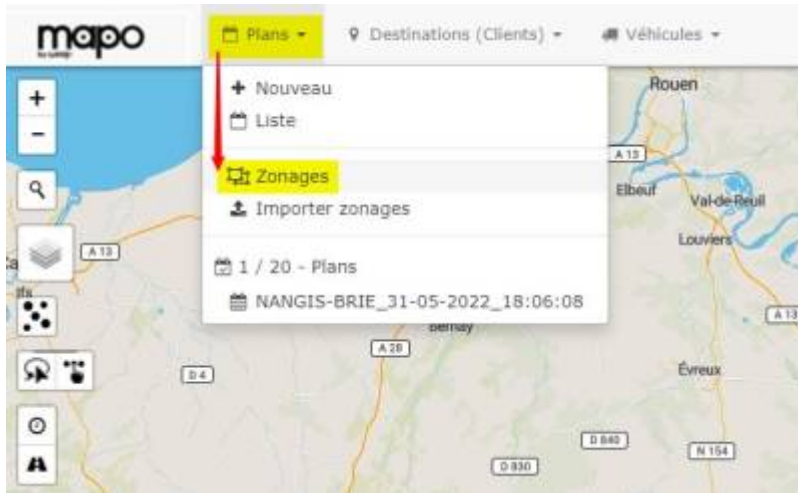 mapo
Plans
Destinations (Clients)
Véhicules
Nouveau
Liste
Zonages
Importer zonages
1 / 20 - Plans
NANGIS-BRIE_31-05-2022_18:06:08
Rouen
A 13
Elbeuf
Val-de-Reuil
Louviers
A 13
A 13
Bernay
A 28
D 4
Évreux
D 840
N 154
D 830